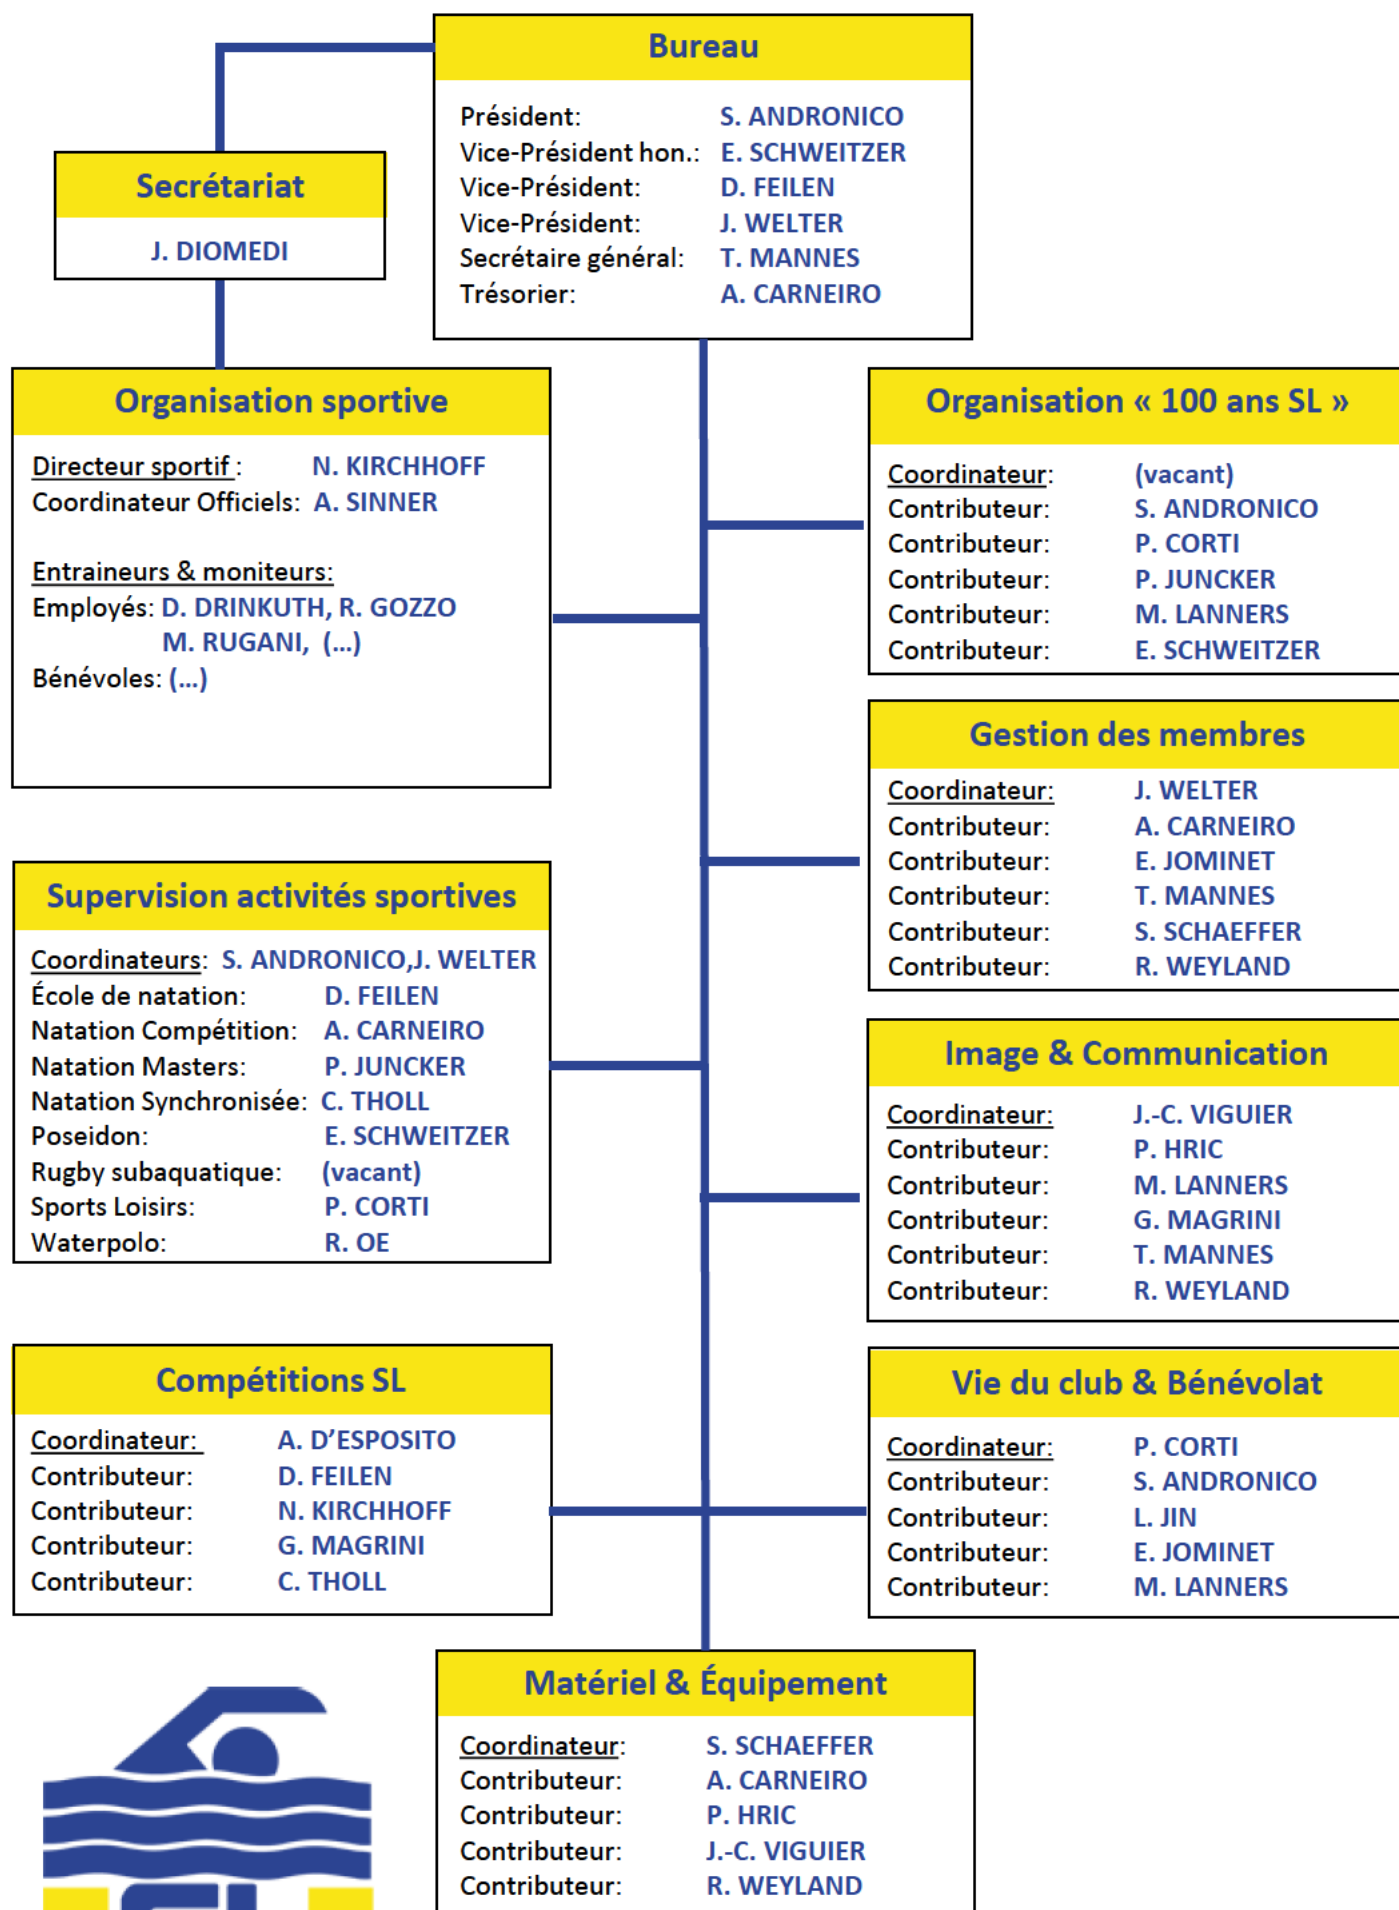 Bureau
Président: S. ANDRONICO
Vice-Président hon.: E. SCHWEITZER
Vice-Président: D. FEILEN
Vice-Président: J. WELTER
Secrétaire général: T. MANNES
Trésorier: A. CARNEIRO
Secrétariat
J. DIOMEDI
Organisation sportive
Directeur sportif : N. KIRCHHOFF
Coordinateur Officiels: A. SINNER
Entraineurs & moniteurs:
Employés: D. DRINKUTH, R. GOZZO
M. RUGANI, (...)
Bénévoles: (...)
Organisation « 100 ans SL »
Coordinateur: (vacant)
Contributeur: S. ANDRONICO
Contributeur: P. CORTI
Contributeur: P. JUNCKER
Contributeur: M. LANNERS
Contributeur: E. SCHWEITZER
Gestion des membres
Coordinateur: J. WELTER
Contributeur: A. CARNEIRO
Contributeur: E. JOMINET
Contributeur: T. MANNES
Contributeur: S. SCHAEFFER
Contributeur: R. WEYLAND
Supervision activités sportives
Coordinateurs: S. ANDRONICO,J. WELTER
École de natation: D. FEILEN
Natation Compétition: A. CARNEIRO
Natation Masters: P. JUNCKER
Natation Synchronisée: C. THOLL
Poseidon: E. SCHWEITZER
Rugby subaquatique: (vacant)
Sports Loisirs: P. CORTI
Waterpolo: R. OE
Image & Communication
Coordinateur: J.-C. VIGUIER
Contributeur: P. HRIC
Contributeur: M. LANNERS
Contributeur: G. MAGRINI
Contributeur: T. MANNES
Contributeur: R. WEYLAND
Compétitions SL
Coordinateur: A. D’ESPOSITO
Contributeur: D. FEILEN
Contributeur: N. KIRCHHOFF
Contributeur: G. MAGRINI
Contributeur: C. THOLL
Vie du club & Bénévolat
Coordinateur: P. CORTI
Contributeur: S. ANDRONICO
Contributeur: L. JIN
Contributeur: E. JOMINET
Contributeur: M. LANNERS
Matériel & Équipement
Coordinateur: S. SCHAEFFER
Contributeur: A. CARNEIRO
Contributeur: P. HRIC
Contributeur: J.-C. VIGUIER
Contributeur: R. WEYLAND